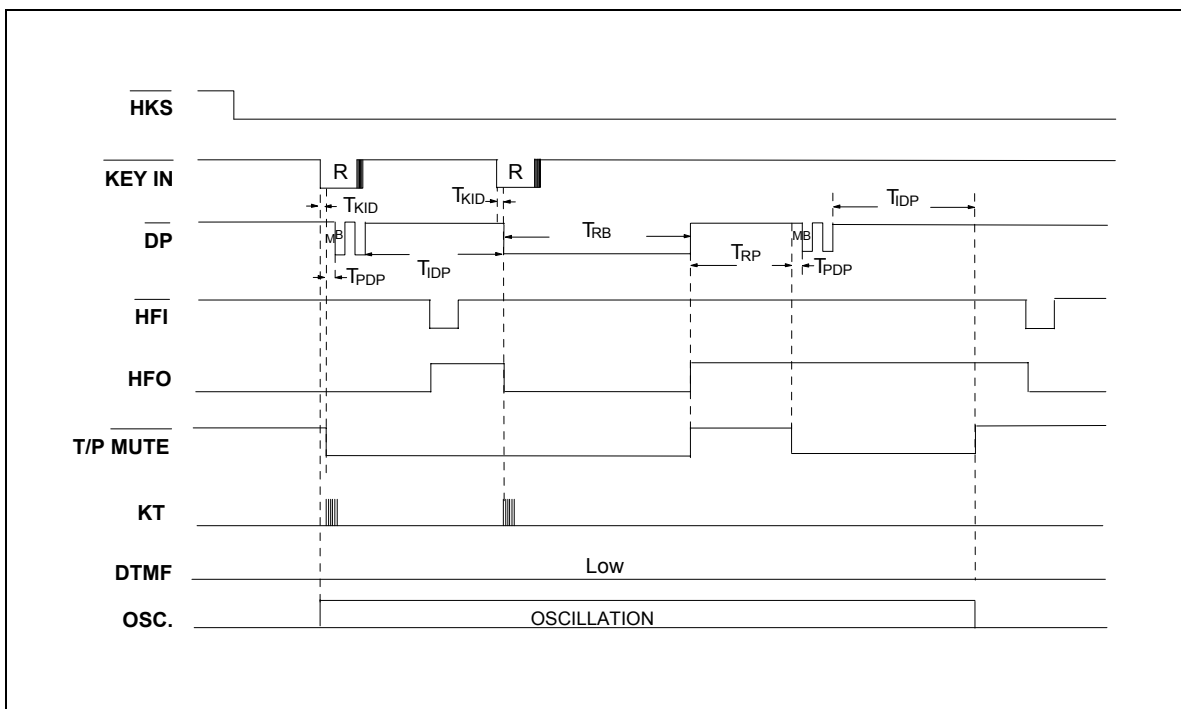 HKS
KEY IN
R
R
TKID
TKID
TIDP
DP
MB
TRB
MB
TRP
TPDP
TIDP
TPDP
HFI
HFO
T/P MUTE
KT
DTMF
Low
OSC.
OSCILLATION